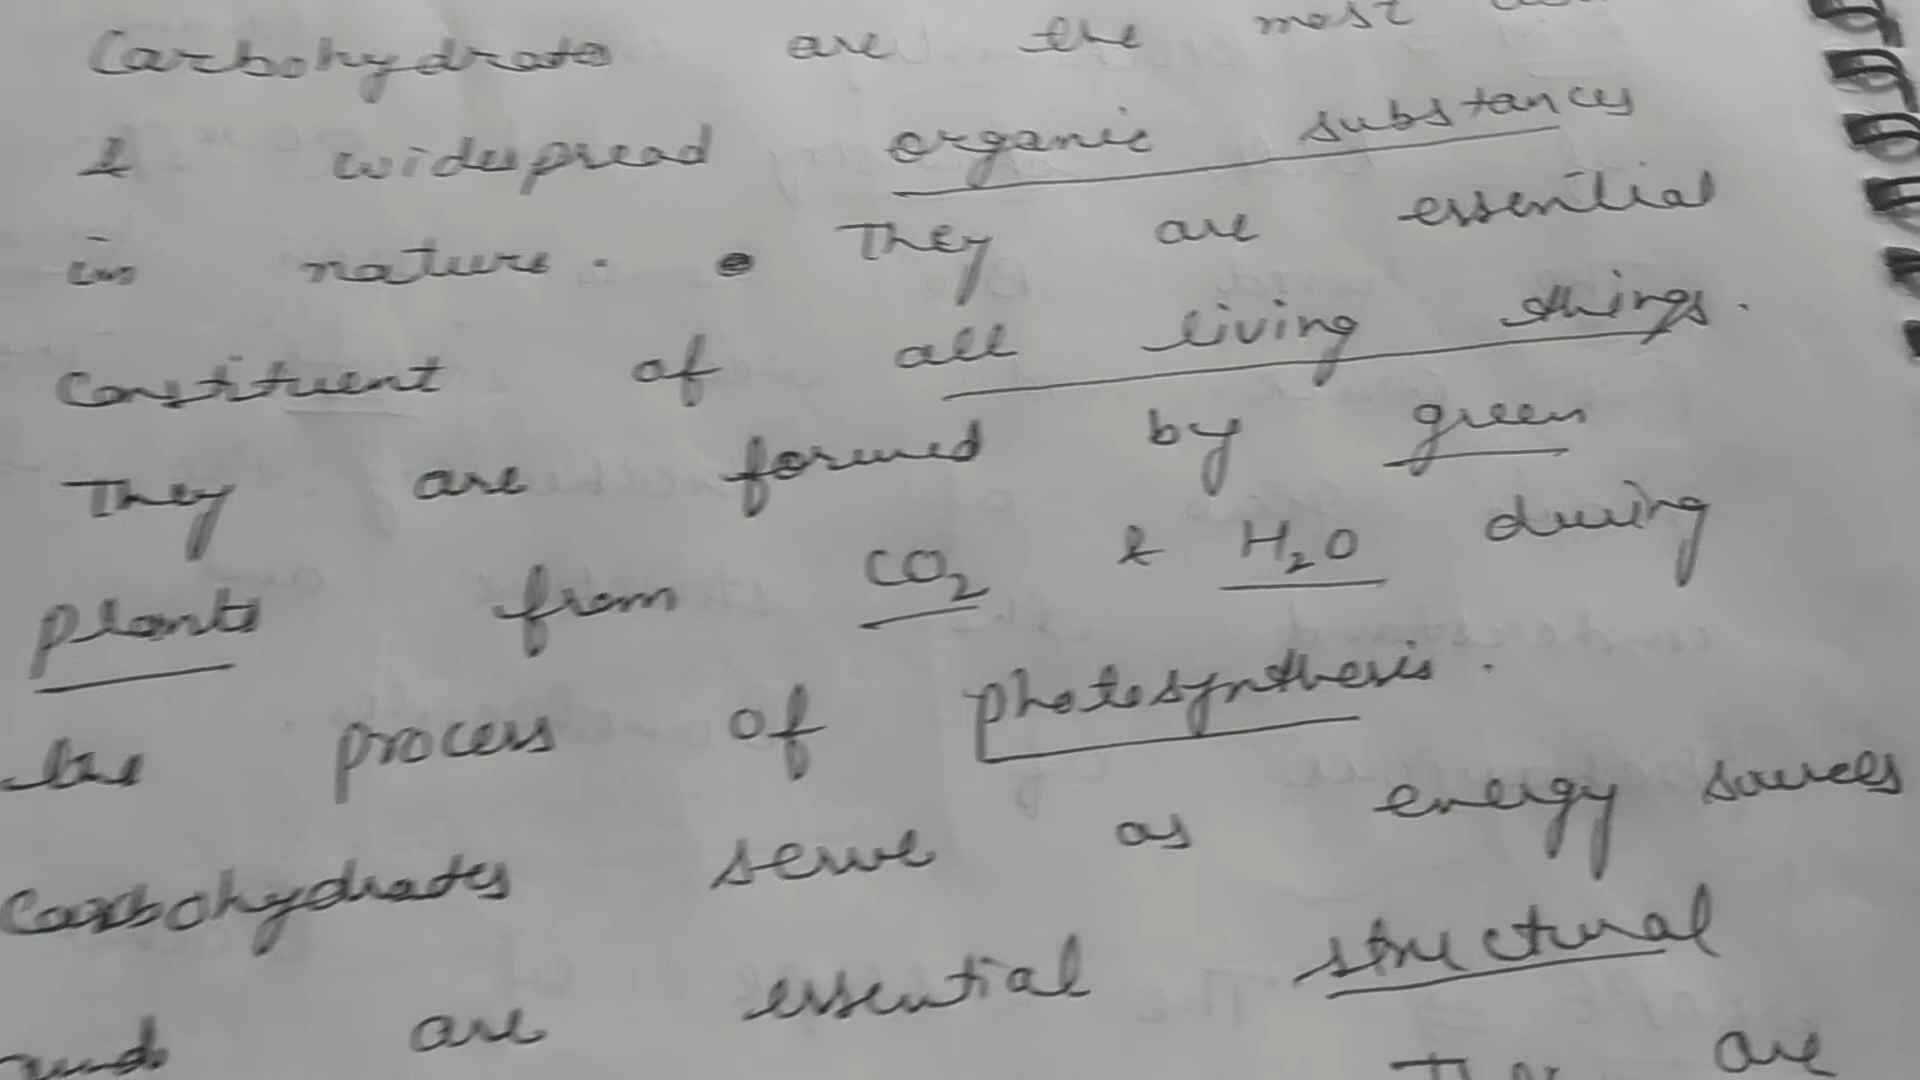 Carbohydrates are the most
& widespread organic substances
in nature. They are essential
Constituent of all living things.
They are formed by green
plants from CO₂ & H₂O during
the process of photosynthesis.
Carbohydrates serve as energy sources
and are essential structural
are